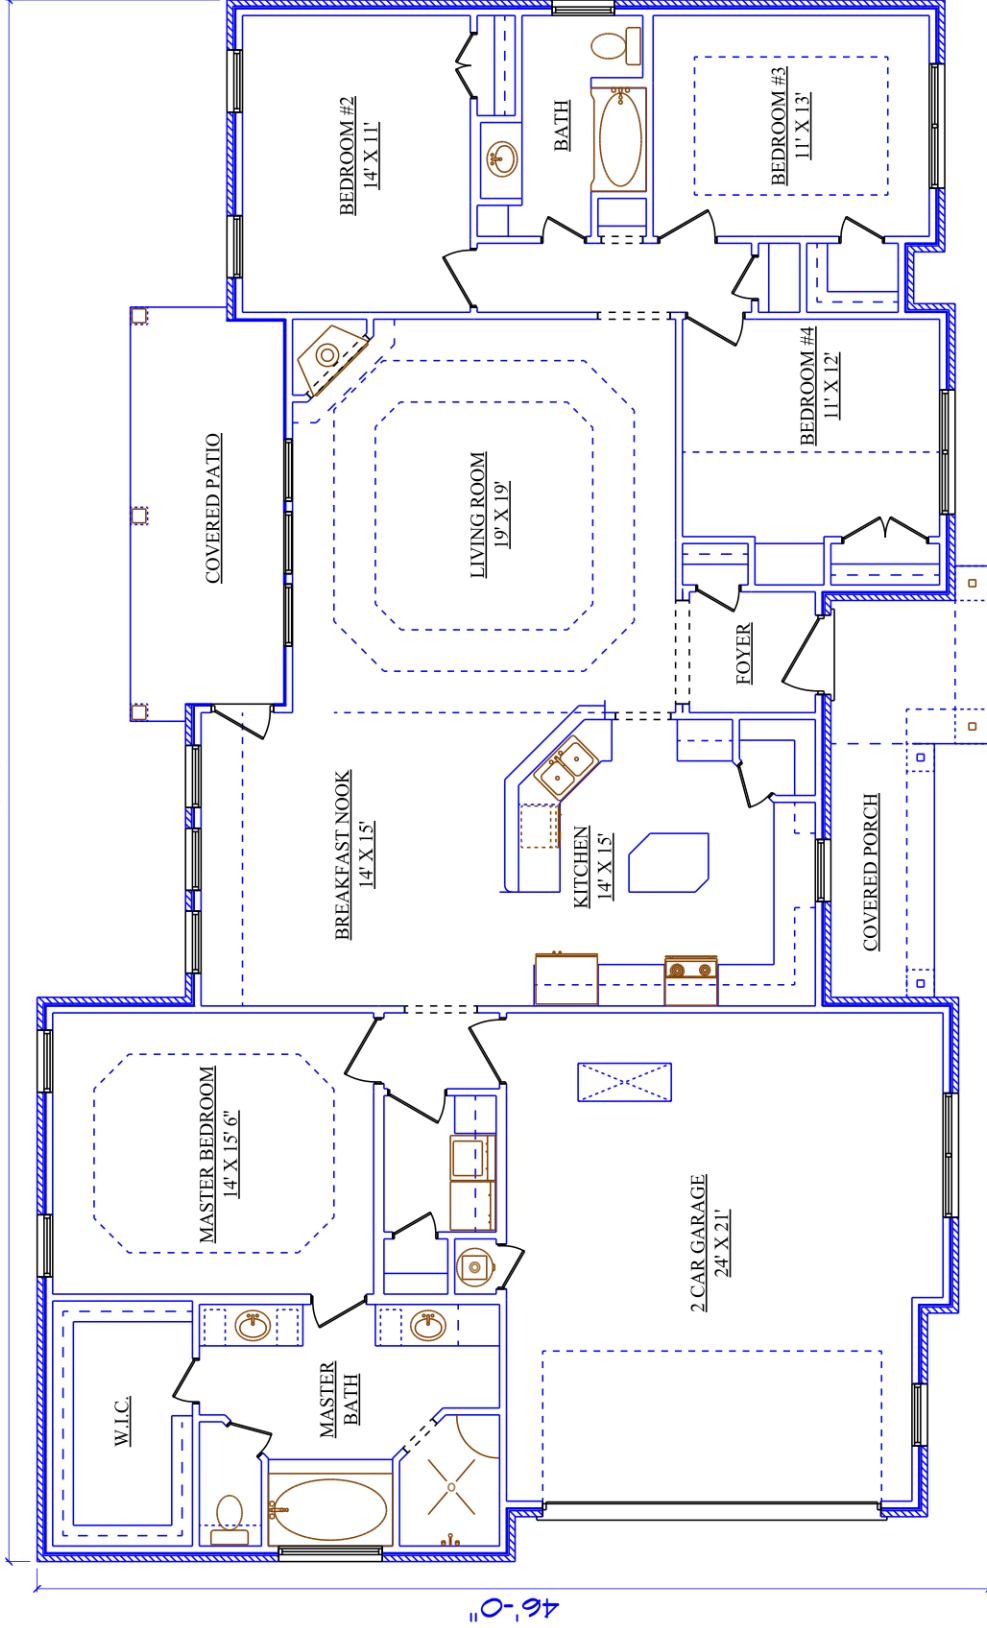 BEDROOM #2
14' X 11'
BATH
BEDROOM #3
11' X 13'
COVERED PATIO
LIVING ROOM
19' X 19'
BEDROOM #4
11' X 12'
FOYER
BREAKFAST NOOK
14' X 15'
KITCHEN
14' X 15'
COVERED PORCH
MASTER BEDROOM
14' X 15' 6"
2 CAR GARAGE
24' X 21'
W.I.C.
MASTER
BATH
46'-0"